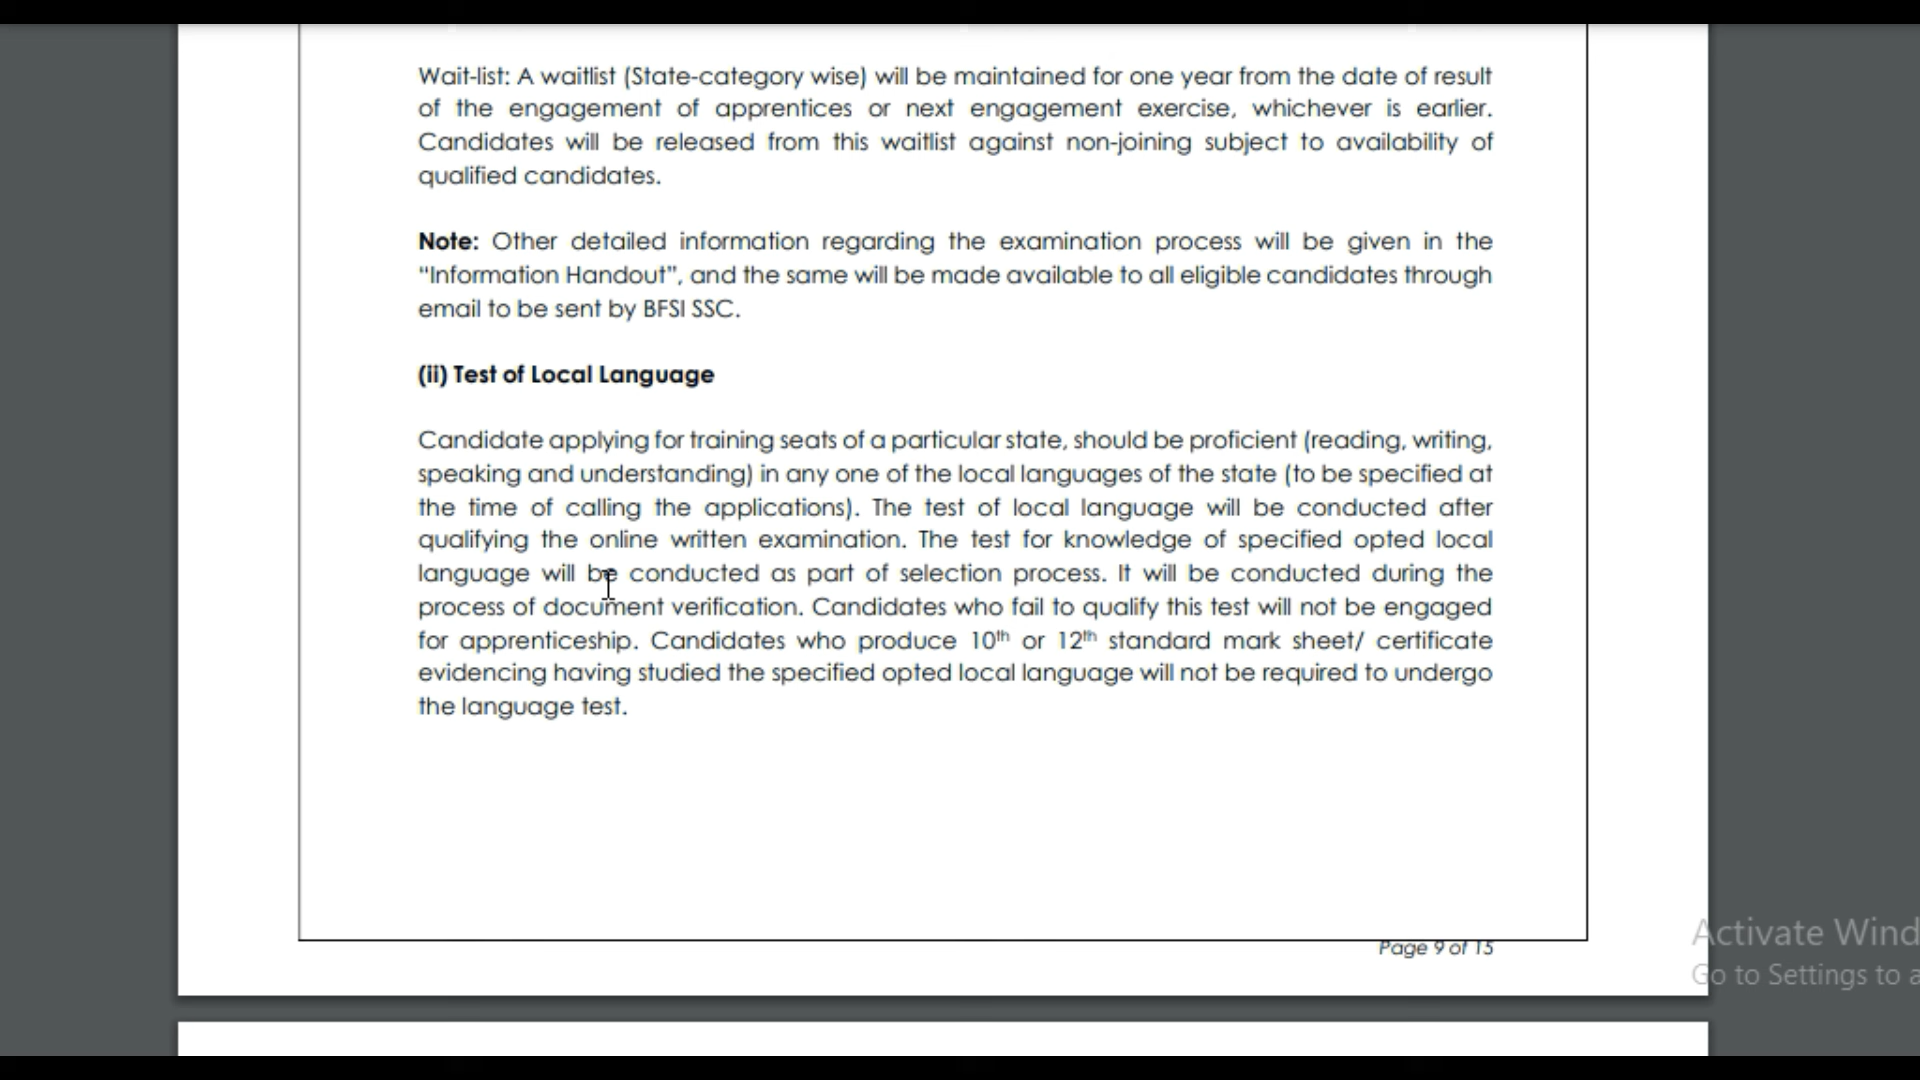 Wait-list: A waitlist (State-category wise) will be maintained for one year from the date of result
of the engagement of apprentices or next engagement exercise, whichever is earlier.
Candidates will be released from this waitlist against non-joining subject to availability of
qualified candidates.
Note: Other detailed information regarding the examination process will be given in the
“Information Handout”, and the same will be made available to all eligible candidates through
email to be sent by BFSI SSC.
(ii) Test of Local Language
Candidate applying for training seats of a particular state, should be proficient (reading, writing,
speaking and understanding) in any one of the local languages of the state (to be specified at
the time of calling the applications). The test of local language will be conducted after
qualifying the online written examination. The test for knowledge of specified opted local
language will be conducted as part of selection process. It will be conducted during the
process of document verification. Candidates who fail to qualify this test will not be engaged
for apprenticeship. Candidates who produce 10th or 12th standard mark sheet/ certificate
evidencing having studied the specified opted local language will not be required to undergo
the language test.
Page 9 of 15
Activate Wind
Go to Settings to a